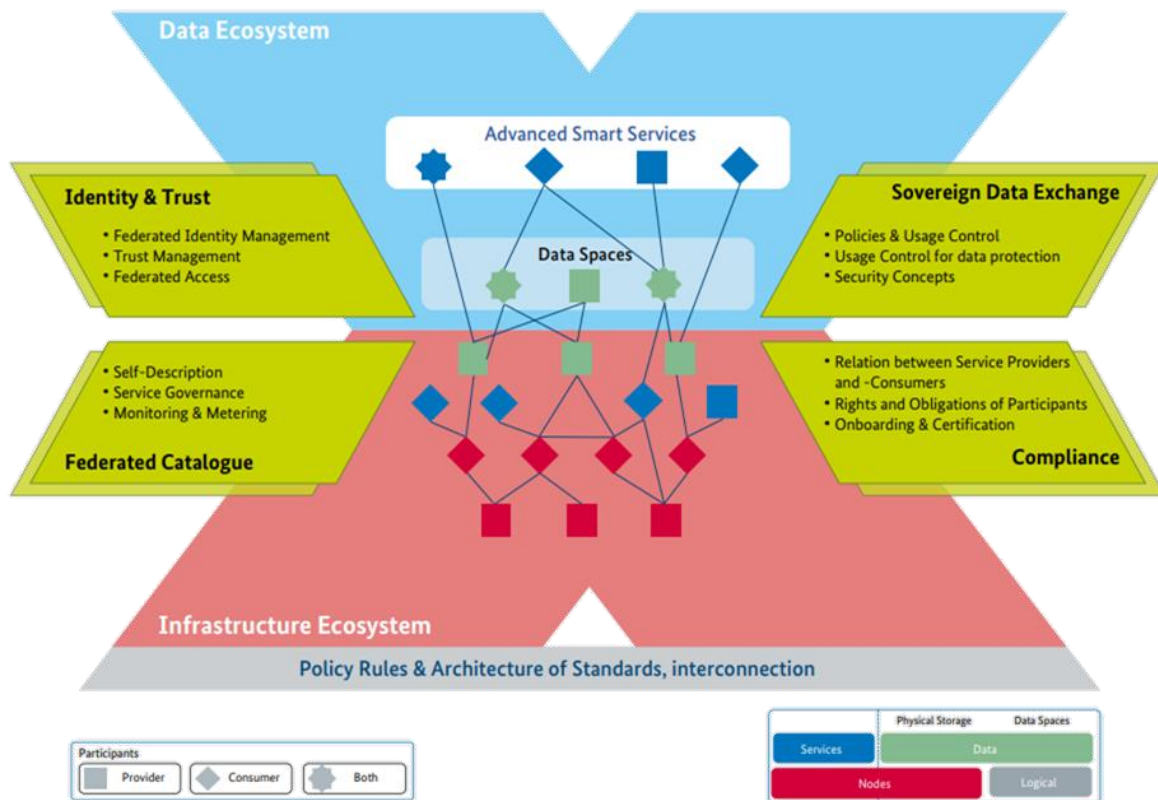 Data Ecosystem
Advanced Smart Services
Identity & Trust
• Federated Identity Management
• Trust Management
• Federated Access
Data Spaces
Sovereign Data Exchange
• Policies & Usage Control
• Usage Control for data protection
• Security Concepts
• Self-Description
• Service Governance
• Monitoring & Metering
Federated Catalogue
• Relation between Service Providers
and -Consumers
• Rights and Obligations of Participants
• Onboarding & Certification
Compliance
Infrastructure Ecosystem
Policy Rules & Architecture of Standards, interconnection
Participants
Provider
Consumer
Both
Physical Storage
Data Spaces
Services
Data
Nodes
Logical